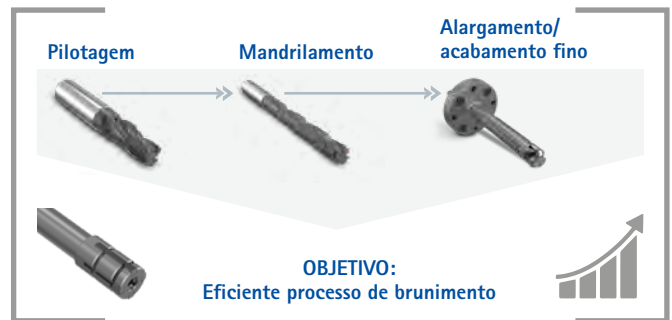 Pilotagem
Mandrilamento
Alargamento/
acabamento fino
OBJETIVO:
Eficiente processo de brunimento